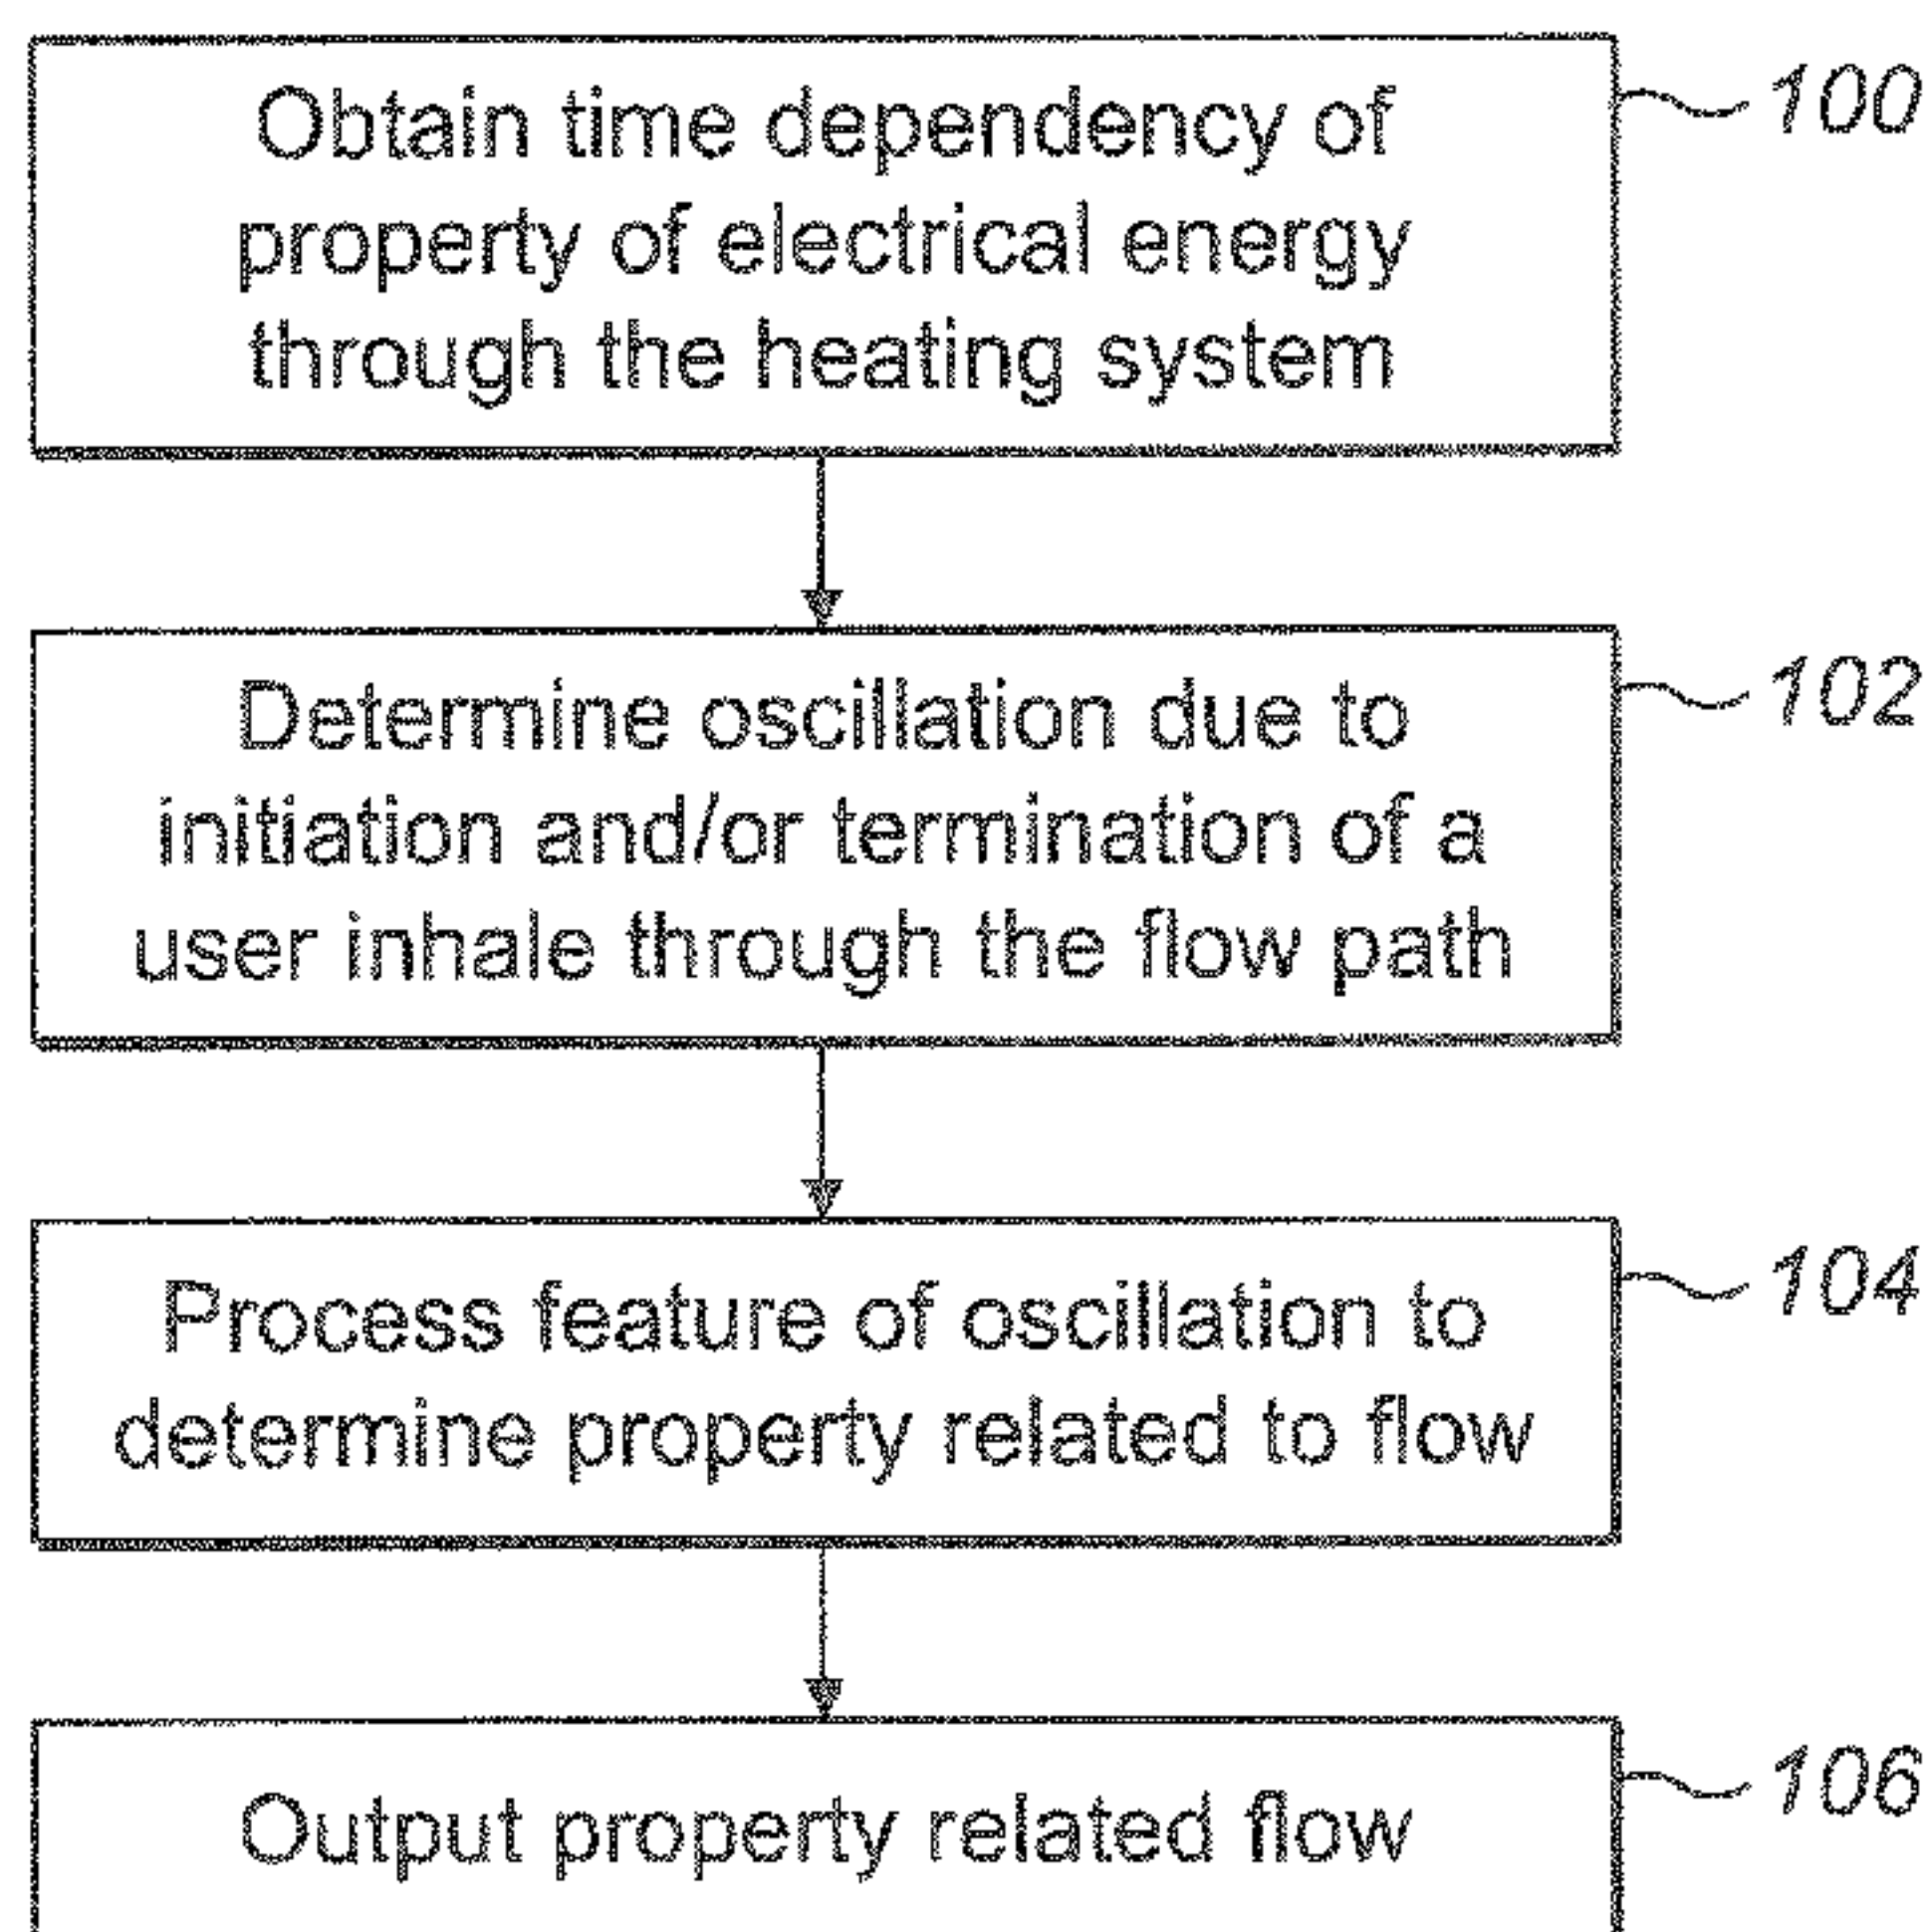 Obtain time dependency of
property of electrical energy
through the heating system
100
Determine oscillation due to
initiation and/or termination of a
user inhale through the flow path
102
Process feature of oscillation to
determine property related to flow
104
Output property related flow
106